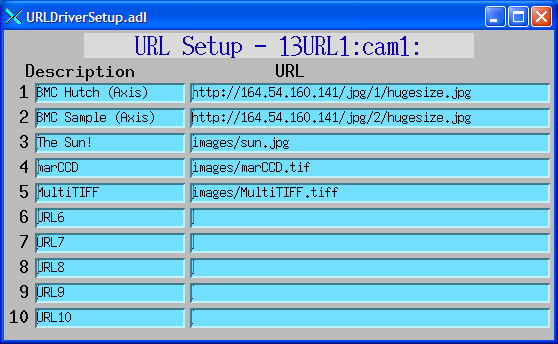 URLDriverSetup.adl
URL Setup - 13URL1:cam1:
Description URL
1 BMC Hutch (Axis) http://164.54.160.141/jpg/1/hugesize.jpg
2 BMC Sample (Axis) http://164.54.160.141/jpg/2/hugesize.jpg
3 The Sun! images/sun.jpg
4 marCCD images/marCCD.tif
5 MultiTIFF images/MultiTIFF.tiff
6 URL6
7 URL7
8 URL8
9 URL9
10 URL10